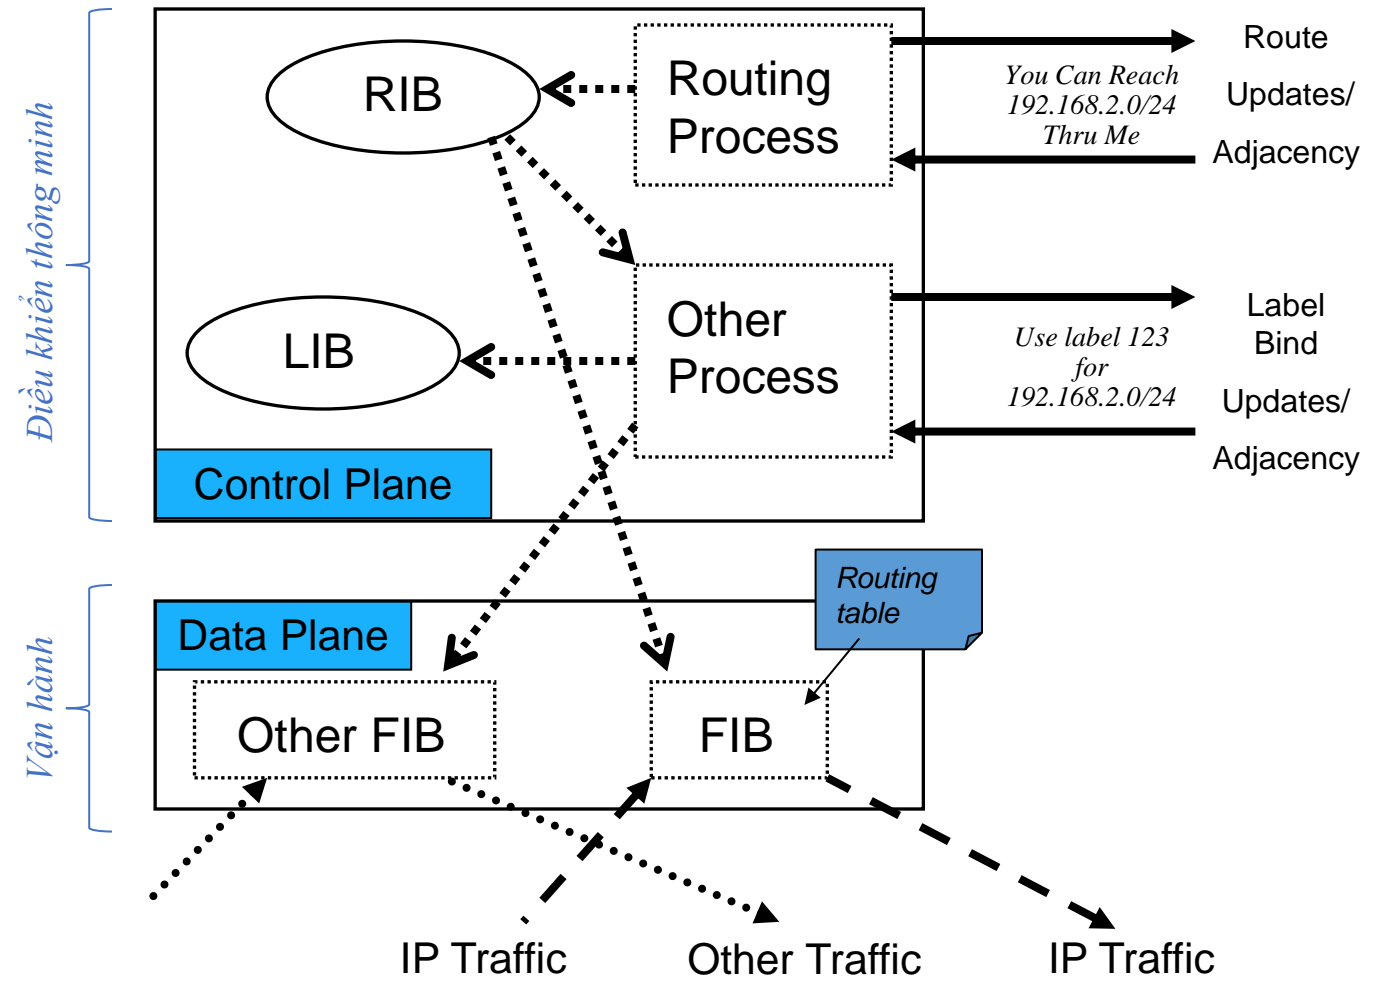 Điều khiển thông minh
RIB
Routing
Process
You Can Reach
192.168.2.0/24
Thru Me
Route
Updates/
Adjacency
LIB
Other
Process
Use label 123
for
192.168.2.0/24
Label
Bind
Updates/
Adjacency
Control Plane
Vận hành
Data Plane
Routing
table
Other FIB
FIB
IP Traffic
Other Traffic
IP Traffic